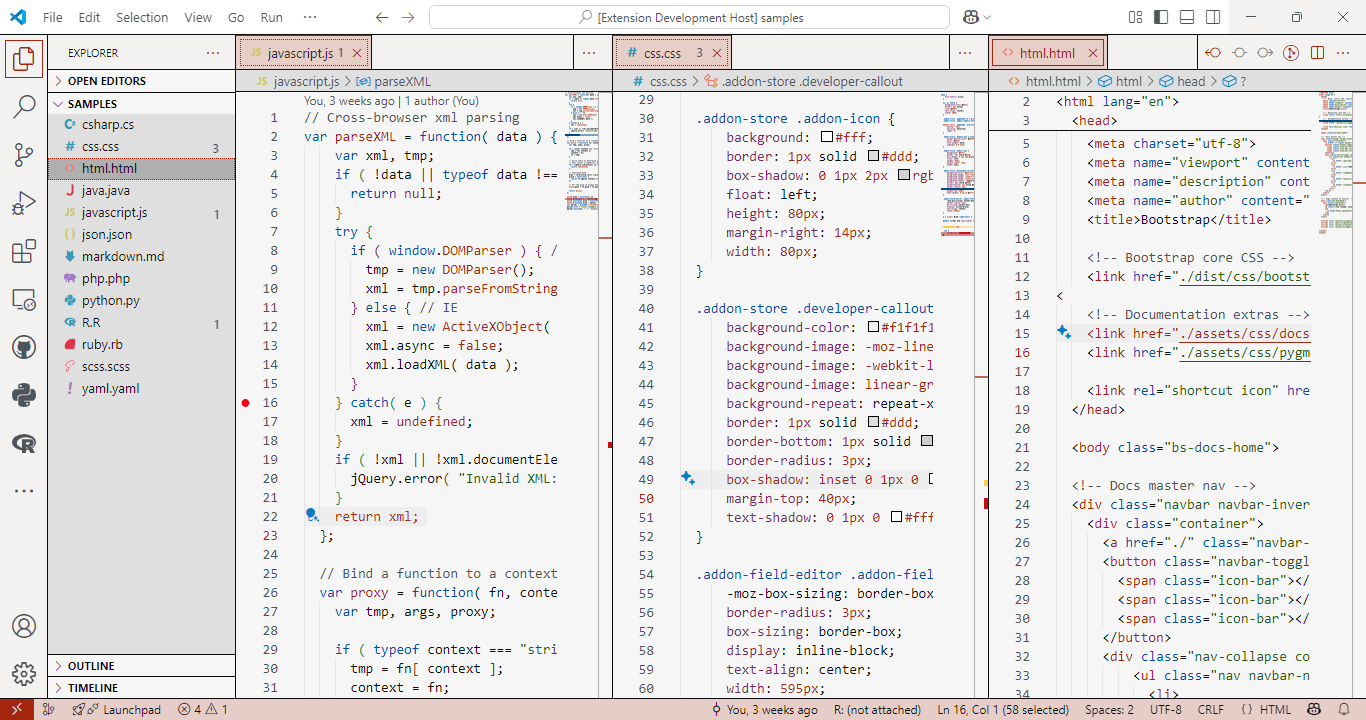 File Edit Selection View Go Run ··· [Extension Development Host] samples
EXPLORER
OPEN EDITORS
SAMPLES
csharp.cs
css.css 3
html.html
java.java
javascript.js 1
json.json
markdown.md
php.php
python.py
R.R 1
ruby.rb
scss.scss
yaml.yaml
OUTLINE
TIMELINE
JS javascript.js 1
JS javascript.js > parseXML
You, 3 weeks ago | 1 author (You)
1 // Cross-browser xml parsing
2 var parseXML = function( data ) {
3 var xml, tmp;
4 if ( !data || typeof data !==
5 return null;
6 }
7 try {
8 if ( window.DOMParser ) { /
9 tmp = new DOMParser();
10 xml = tmp.parseFromString
11 } else { // IE
12 xml = new ActiveXObject(
13 xml.async = false;
14 xml.loadXML( data );
15 }
16 } catch( e ) {
17 xml = undefined;
18 }
19 if ( !xml || !xml.documentEle
20 jQuery.error( "Invalid XML:
21 }
22 return xml;
23 };
24
25 // Bind a function to a context
26 var proxy = function( fn, conte
27 var tmp, args, proxy;
28
29 if ( typeof context === "stri
30 tmp = fn[ context ];
31 context = fn;
# css.css 3
# css.css > .addon-store .developer-callout
29
30 .addon-store .addon-icon {
31 background: #fff;
32 border: 1px solid #ddd;
33 box-shadow: 0 1px 2px rgb
34 float: left;
35 height: 80px;
36 margin-right: 14px;
37 width: 80px;
38 }
39
40 .addon-store .developer-callout
41 background-color: #f1f1f1
42 background-image: -moz-line
43 background-image: -webkit-l
44 background-image: linear-gr
45 background-repeat: repeat-x
46 border: 1px solid #ddd;
47 border-bottom: 1px solid
48 border-radius: 3px;
49 box-shadow: inset 0 1px 0
50 margin-top: 40px;
51 text-shadow: 0 1px 0 #fff
52 }
53
54 .addon-field-editor .addon-fiel
55 -moz-box-sizing: border-box
56 border-radius: 3px;
57 box-sizing: border-box;
58 display: inline-block;
59 text-align: center;
60 width: 595px;
html.html
html.html > html > head > ?
2 <html lang="en">
3 <head>
5 <meta charset="utf-8">
6 <meta name="viewport" content
7 <meta name="description" cont
8 <meta name="author" content="
9 <title>Bootstrap</title>
10
11 <!-- Bootstrap core CSS -->
12 <link href="./dist/css/bootst
13 <
14 <!-- Documentation extras -->
15 <link href="./assets/css/docs
16 <link href="./assets/css/pygm
17
18 <link rel="shortcut icon" hre
19 </head>
20
21 <body class="bs-docs-home">
22
23 <!-- Docs master nav -->
24 <div class="navbar navbar-inver
25 <div class="container">
26 <a href="./" class="navbar-
27 <button class="navbar-toggl
28 <span class="icon-bar"></
29 <span class="icon-bar"></
30 <span class="icon-bar"></
31 </button>
32 <div class="nav-collapse co
33 <ul class="nav navbar-n
34 <li>
Launchpad 4 1 You, 3 weeks ago R: (not attached) Ln 16, Col 1 (58 selected) Spaces: 2 UTF-8 CRLF {} HTML